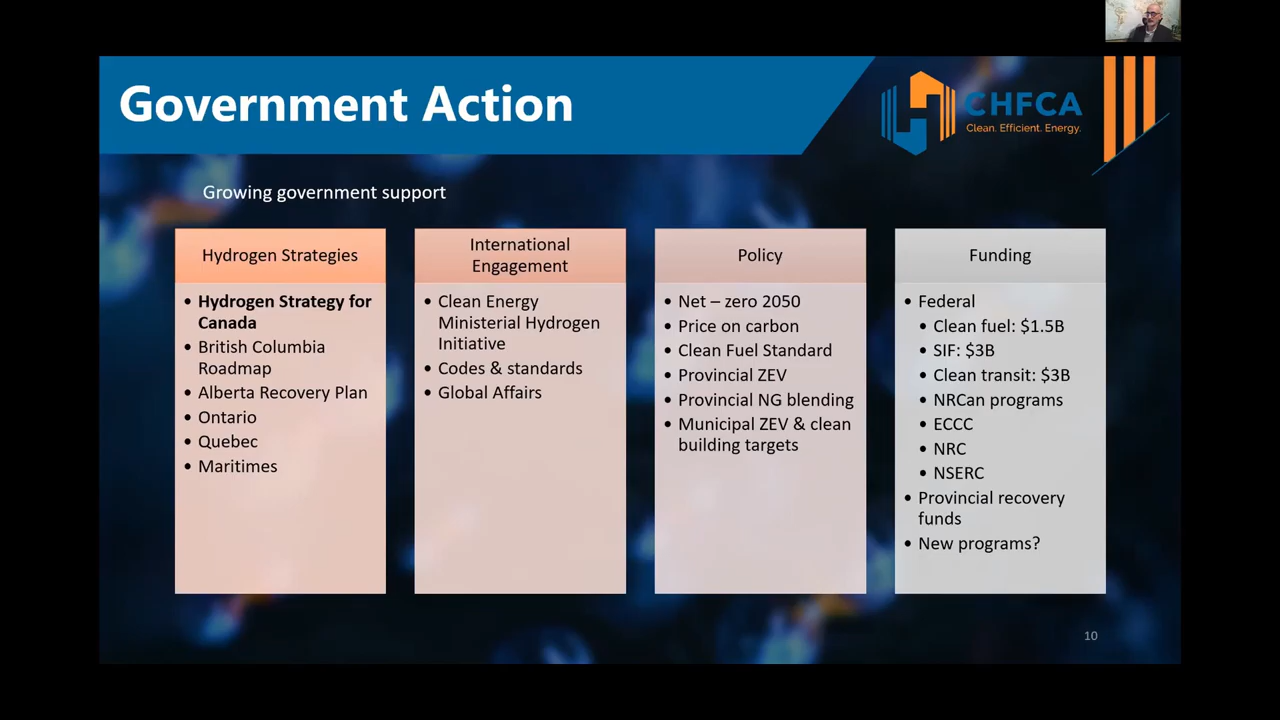 Government Action
CHFCA
Clean. Efficient. Energy.
Growing government support
Hydrogen Strategies
• Hydrogen Strategy for
Canada
• British Columbia
Roadmap
• Alberta Recovery Plan
• Ontario
• Quebec
• Maritimes
International
Engagement
• Clean Energy
Ministerial Hydrogen
Initiative
• Codes & standards
• Global Affairs
Policy
• Net – zero 2050
• Price on carbon
• Clean Fuel Standard
• Provincial ZEV
• Provincial NG blending
• Municipal ZEV & clean
building targets
Funding
• Federal
• Clean fuel: $1.5B
• SIF: $3B
• Clean transit: $3B
• NRCan programs
• ECCC
• NRC
• NSERC
• Provincial recovery
funds
• New programs?
10